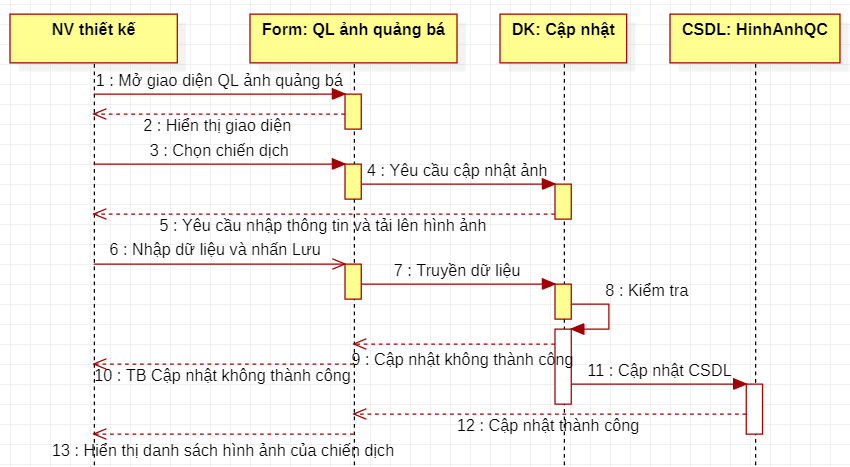 NV thiết kế
Form: QL ảnh quảng bá
DK: Cập nhật
CSDL: HinhAnhQC
1 : Mở giao diện QL ảnh quảng bá
2 : Hiển thị giao diện
3 : Chọn chiến dịch
4 : Yêu cầu cập nhật ảnh
5 : Yêu cầu nhập thông tin và tải lên hình ảnh
6 : Nhập dữ liệu và nhấn Lưu
7 : Truyền dữ liệu
8 : Kiểm tra
9 : Cập nhật không thành công
10 : TB Cập nhật không thành công
11 : Cập nhật CSDL
12 : Cập nhật thành công
13 : Hiển thị danh sách hình ảnh của chiến dịch